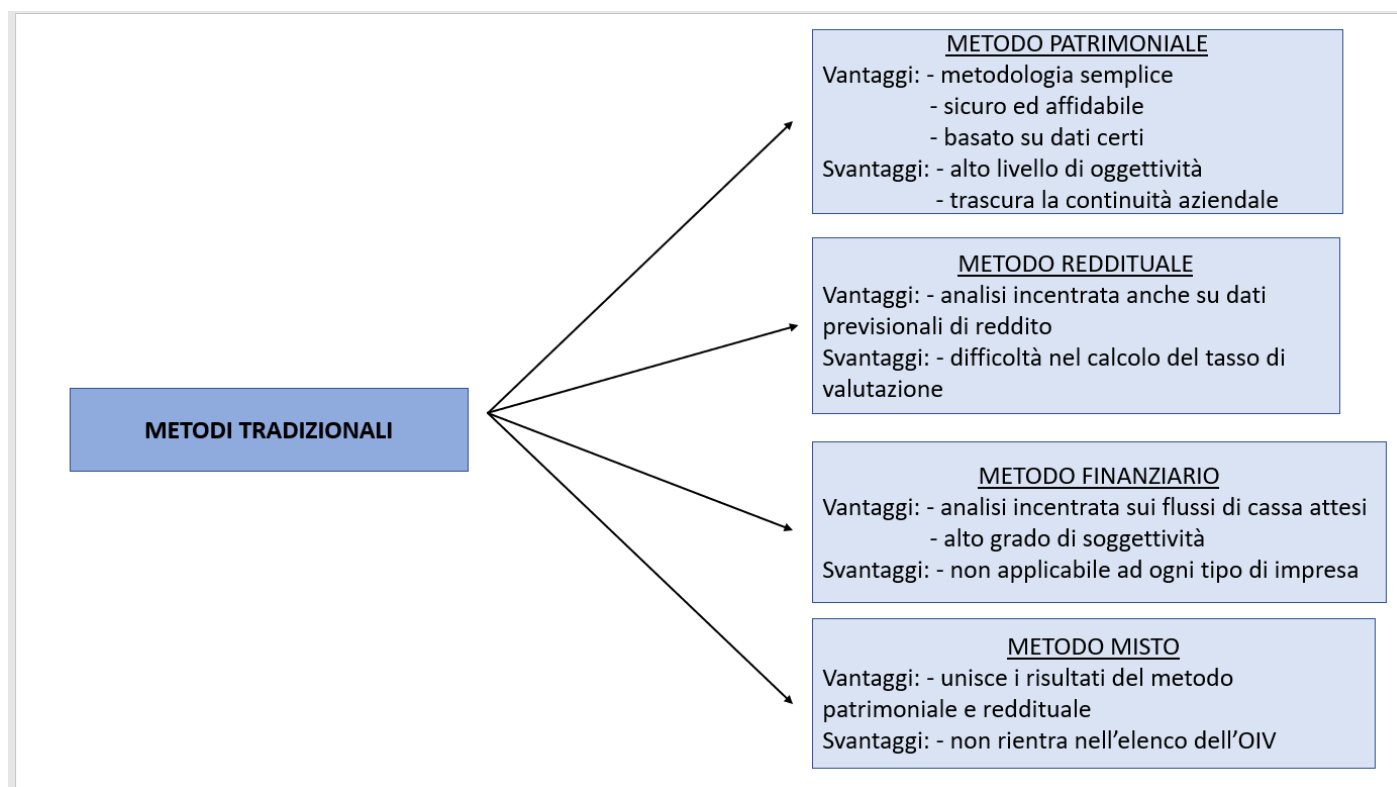 METODI TRADIZIONALI
METODO PATRIMONIALE
Vantaggi: - metodologia semplice
- sicuro ed affidabile
- basato su dati certi
Svantaggi: - alto livello di oggettività
- trascura la continuità aziendale
METODO REDDITUALE
Vantaggi: - analisi incentrata anche su dati
previsionali di reddito
Svantaggi: - difficoltà nel calcolo del tasso di
valutazione
METODO FINANZIARIO
Vantaggi: - analisi incentrata sui flussi di cassa attesi
- alto grado di soggettività
Svantaggi: - non applicabile ad ogni tipo di impresa
METODO MISTO
Vantaggi: - unisce i risultati del metodo
patrimoniale e reddituale
Svantaggi: - non rientra nell’elenco dell’OIV